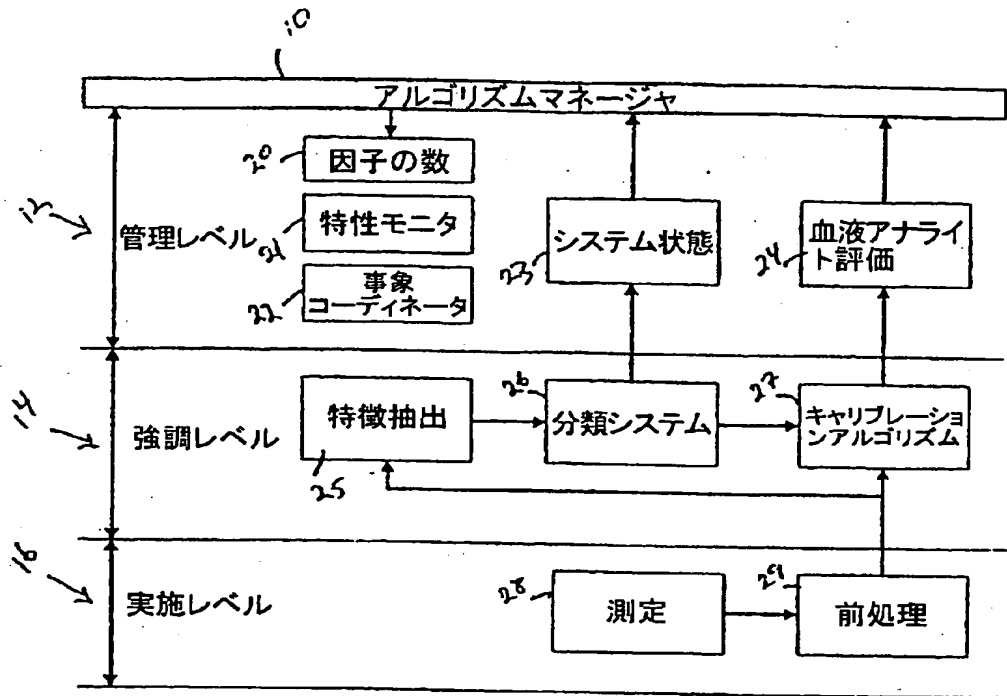 10
アルゴリズムマネージャ
20
因子の数
12
管理レベル
21
特性モニタ
22
事象
コーディネータ
23
システム状態
24
血液アナライ
ト評価
14
強調レベル
特徴抽出
25
26
分類システム
27
キャリブレーショ
ンアルゴリズム
16
実施レベル
28
測定
29
前処理